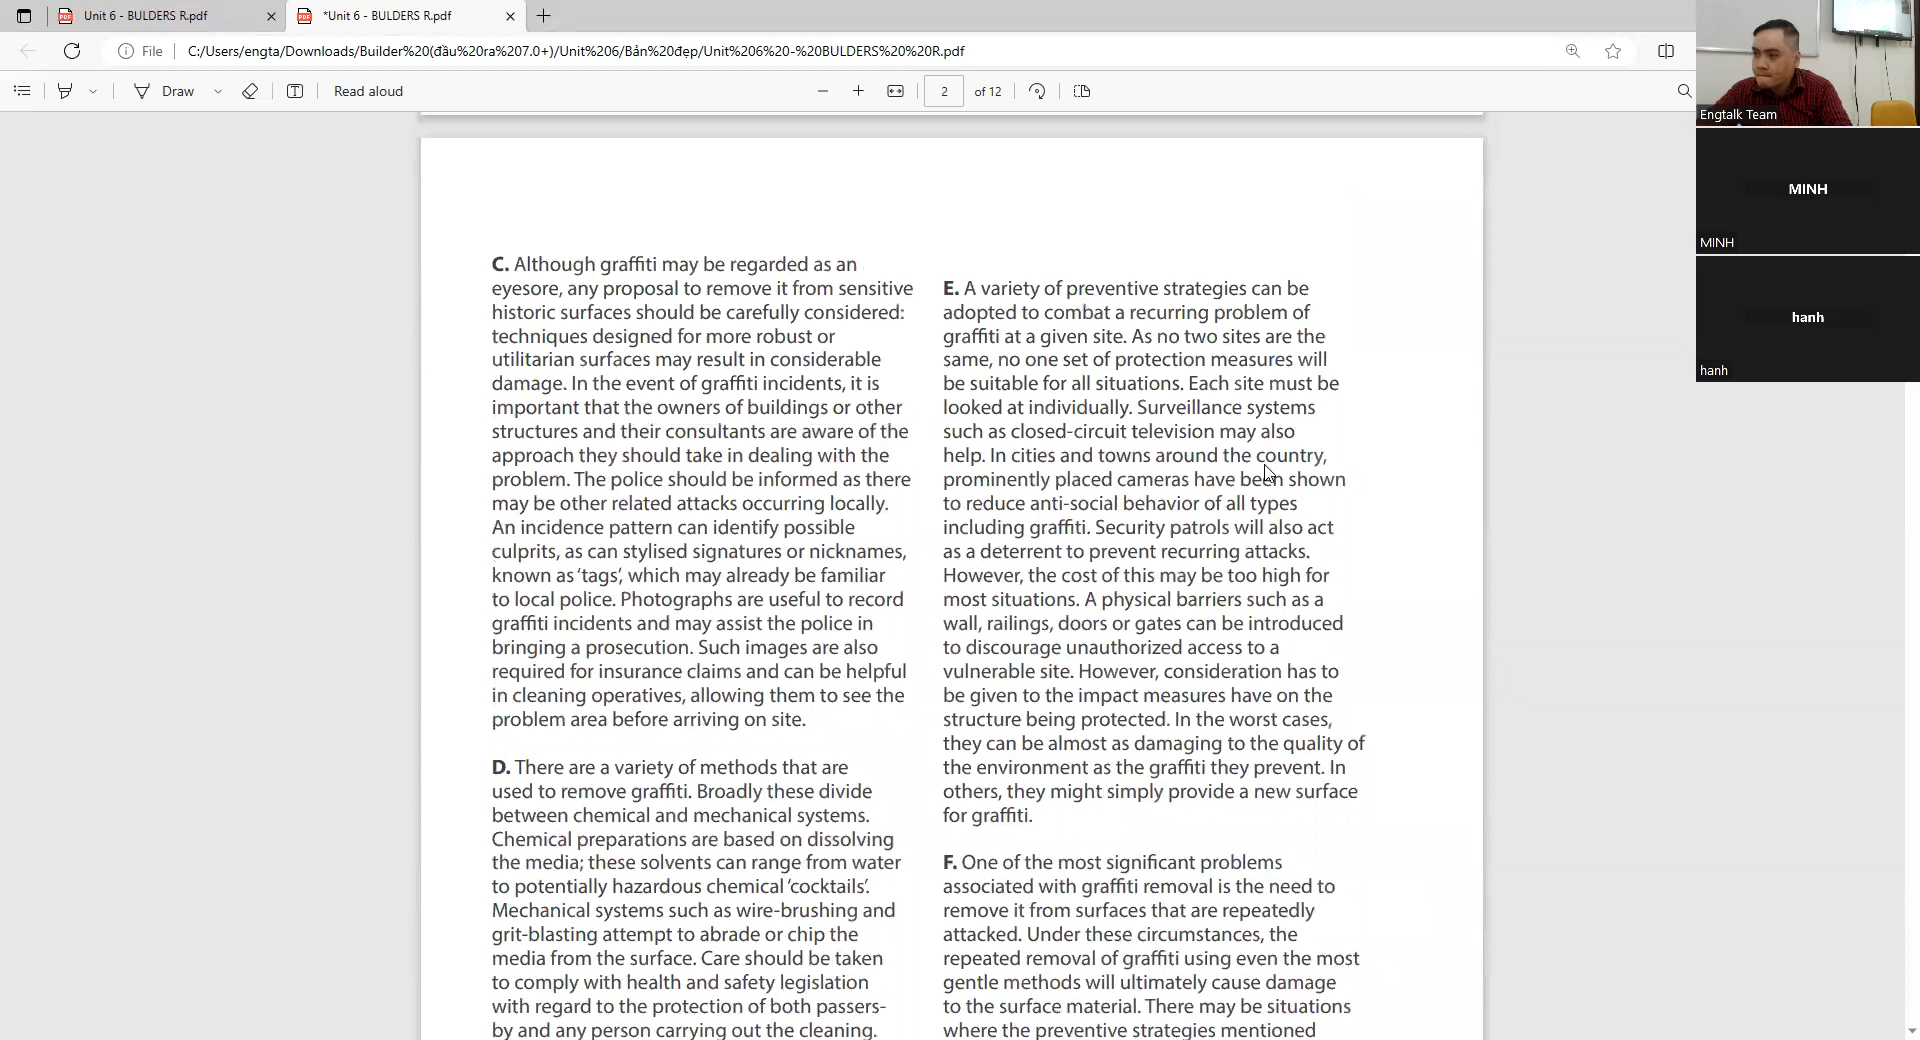 Unit 6 - BULDERS R.pdf
*Unit 6 - BULDERS R.pdf
File
C:/Users/engta/Downloads/Builder%20(đầu%20ra%207.0+)/Unit%206/Bản%20đẹp/Unit%206%20-%20BULDERS%20%20R.pdf
Draw
Read aloud
2 of 12
C. Although graffiti may be regarded as an
eyesore, any proposal to remove it from sensitive
historic surfaces should be carefully considered:
techniques designed for more robust or
utilitarian surfaces may result in considerable
damage. In the event of graffiti incidents, it is
important that the owners of buildings or other
structures and their consultants are aware of the
approach they should take in dealing with the
problem. The police should be informed as there
may be other related attacks occurring locally.
An incidence pattern can identify possible
culprits, as can stylised signatures or nicknames,
known as 'tags', which may already be familiar
to local police. Photographs are useful to record
graffiti incidents and may assist the police in
bringing a prosecution. Such images are also
required for insurance claims and can be helpful
in cleaning operatives, allowing them to see the
problem area before arriving on site.
D. There are a variety of methods that are
used to remove graffiti. Broadly these divide
between chemical and mechanical systems.
Chemical preparations are based on dissolving
the media; these solvents can range from water
to potentially hazardous chemical 'cocktails'.
Mechanical systems such as wire-brushing and
grit-blasting attempt to abrade or chip the
media from the surface. Care should be taken
to comply with health and safety legislation
with regard to the protection of both passers-
by and any person carrying out the cleaning.
E. A variety of preventive strategies can be
adopted to combat a recurring problem of
graffiti at a given site. As no two sites are the
same, no one set of protection measures will
be suitable for all situations. Each site must be
looked at individually. Surveillance systems
such as closed-circuit television may also
help. In cities and towns around the country,
prominently placed cameras have been shown
to reduce anti-social behavior of all types
including graffiti. Security patrols will also act
as a deterrent to prevent recurring attacks.
However, the cost of this may be too high for
most situations. A physical barriers such as a
wall, railings, doors or gates can be introduced
to discourage unauthorized access to a
vulnerable site. However, consideration has to
be given to the impact measures have on the
structure being protected. In the worst cases,
they can be almost as damaging to the quality of
the environment as the graffiti they prevent. In
others, they might simply provide a new surface
for graffiti.
F. One of the most significant problems
associated with graffiti removal is the need to
remove it from surfaces that are repeatedly
attacked. Under these circumstances, the
repeated removal of graffiti using even the most
gentle methods will ultimately cause damage
to the surface material. There may be situations
where the preventive strategies mentioned
Engtalk Team
MINH
MINH
hanh
hanh